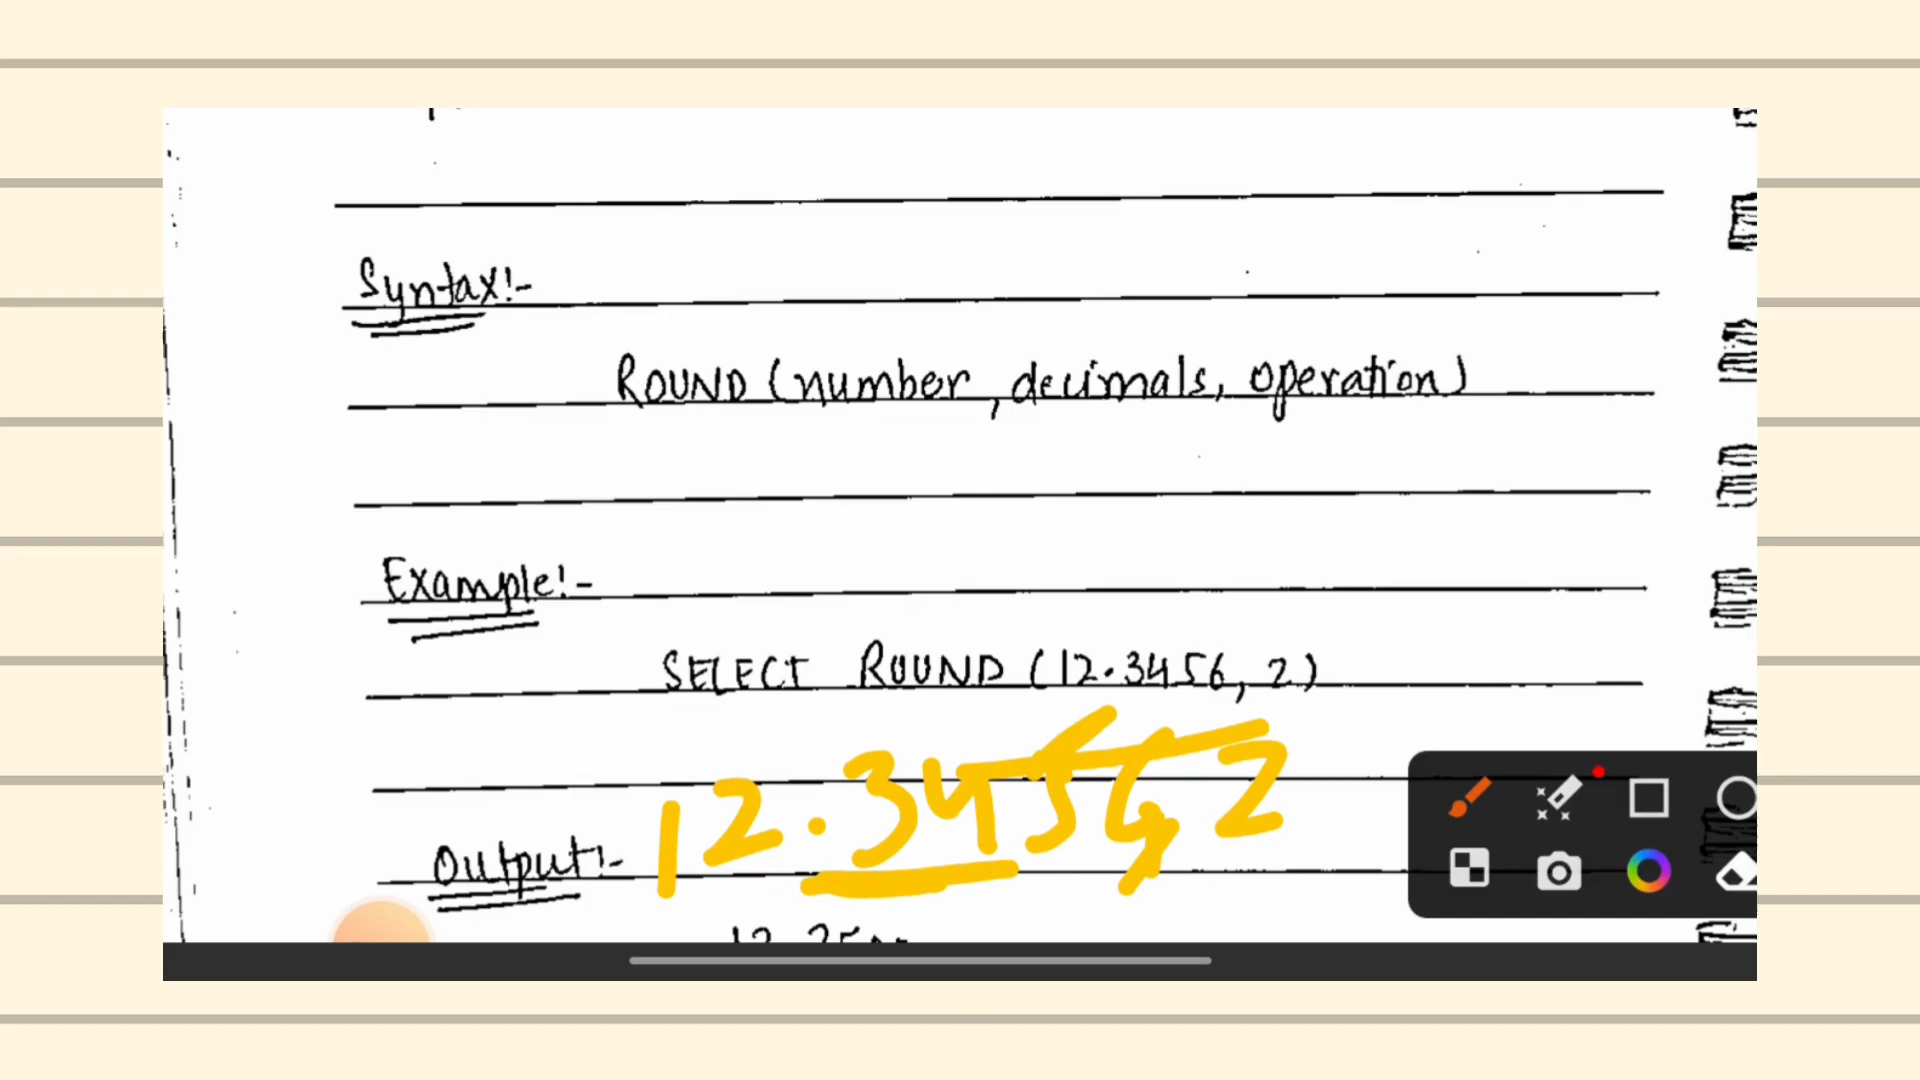 Syntax:-
ROUND (number, decimals, operation)
Example:-
SELECT ROUND (12.3456, 2)
12.3456, 2
Output:-